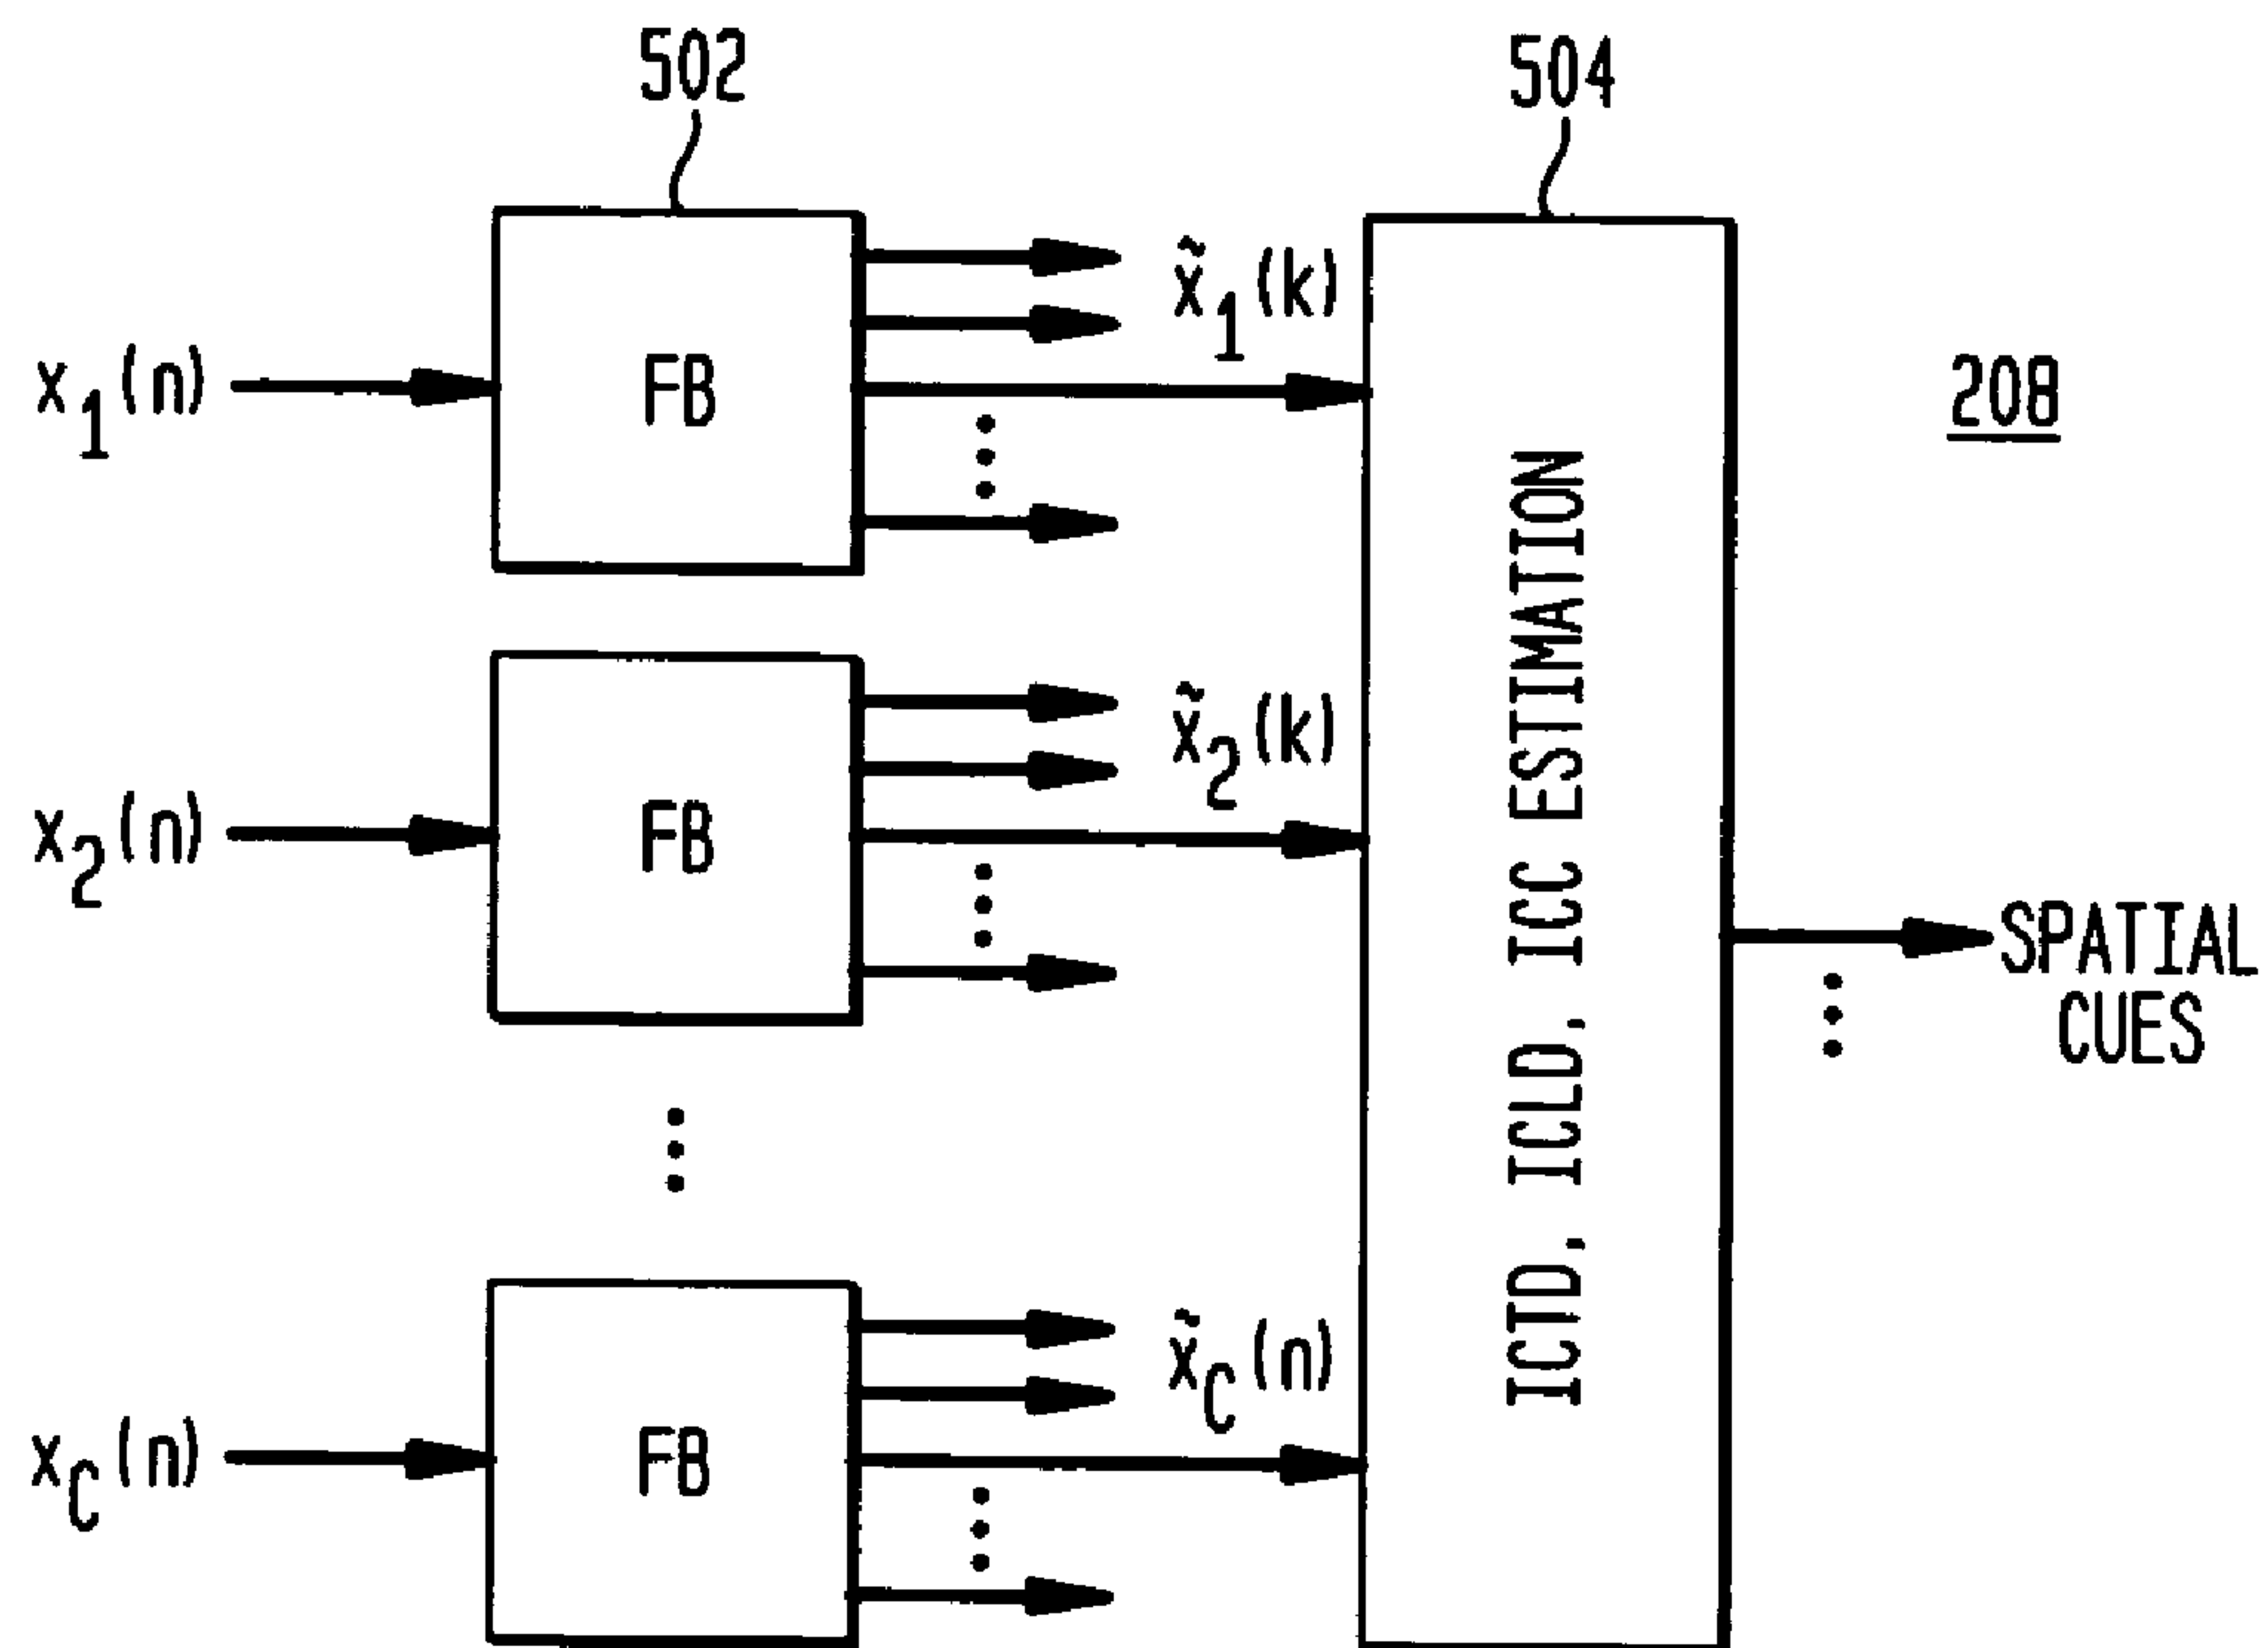 502
504
x̃1(k)
x1(n)
FB
208
x̃2(k)
x2(n)
FB
ICTD, ICLD, ICC ESTIMATION
SPATIAL
CUES
x̃C(n)
xC(n)
FB